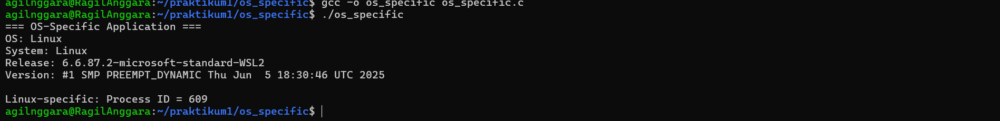 agilnggara@RagilAnggara:~/praktikum1/os_specific$ gcc -o os_specific os_specific.c
agilnggara@RagilAnggara:~/praktikum1/os_specific$ ./os_specific
=== OS-Specific Application ===
OS: Linux
System: Linux
Release: 6.6.87.2-microsoft-standard-WSL2
Version: #1 SMP PREEMPT_DYNAMIC Thu Jun  5 18:30:46 UTC 2025
Linux-specific: Process ID = 609
agilnggara@RagilAnggara:~/praktikum1/os_specific$